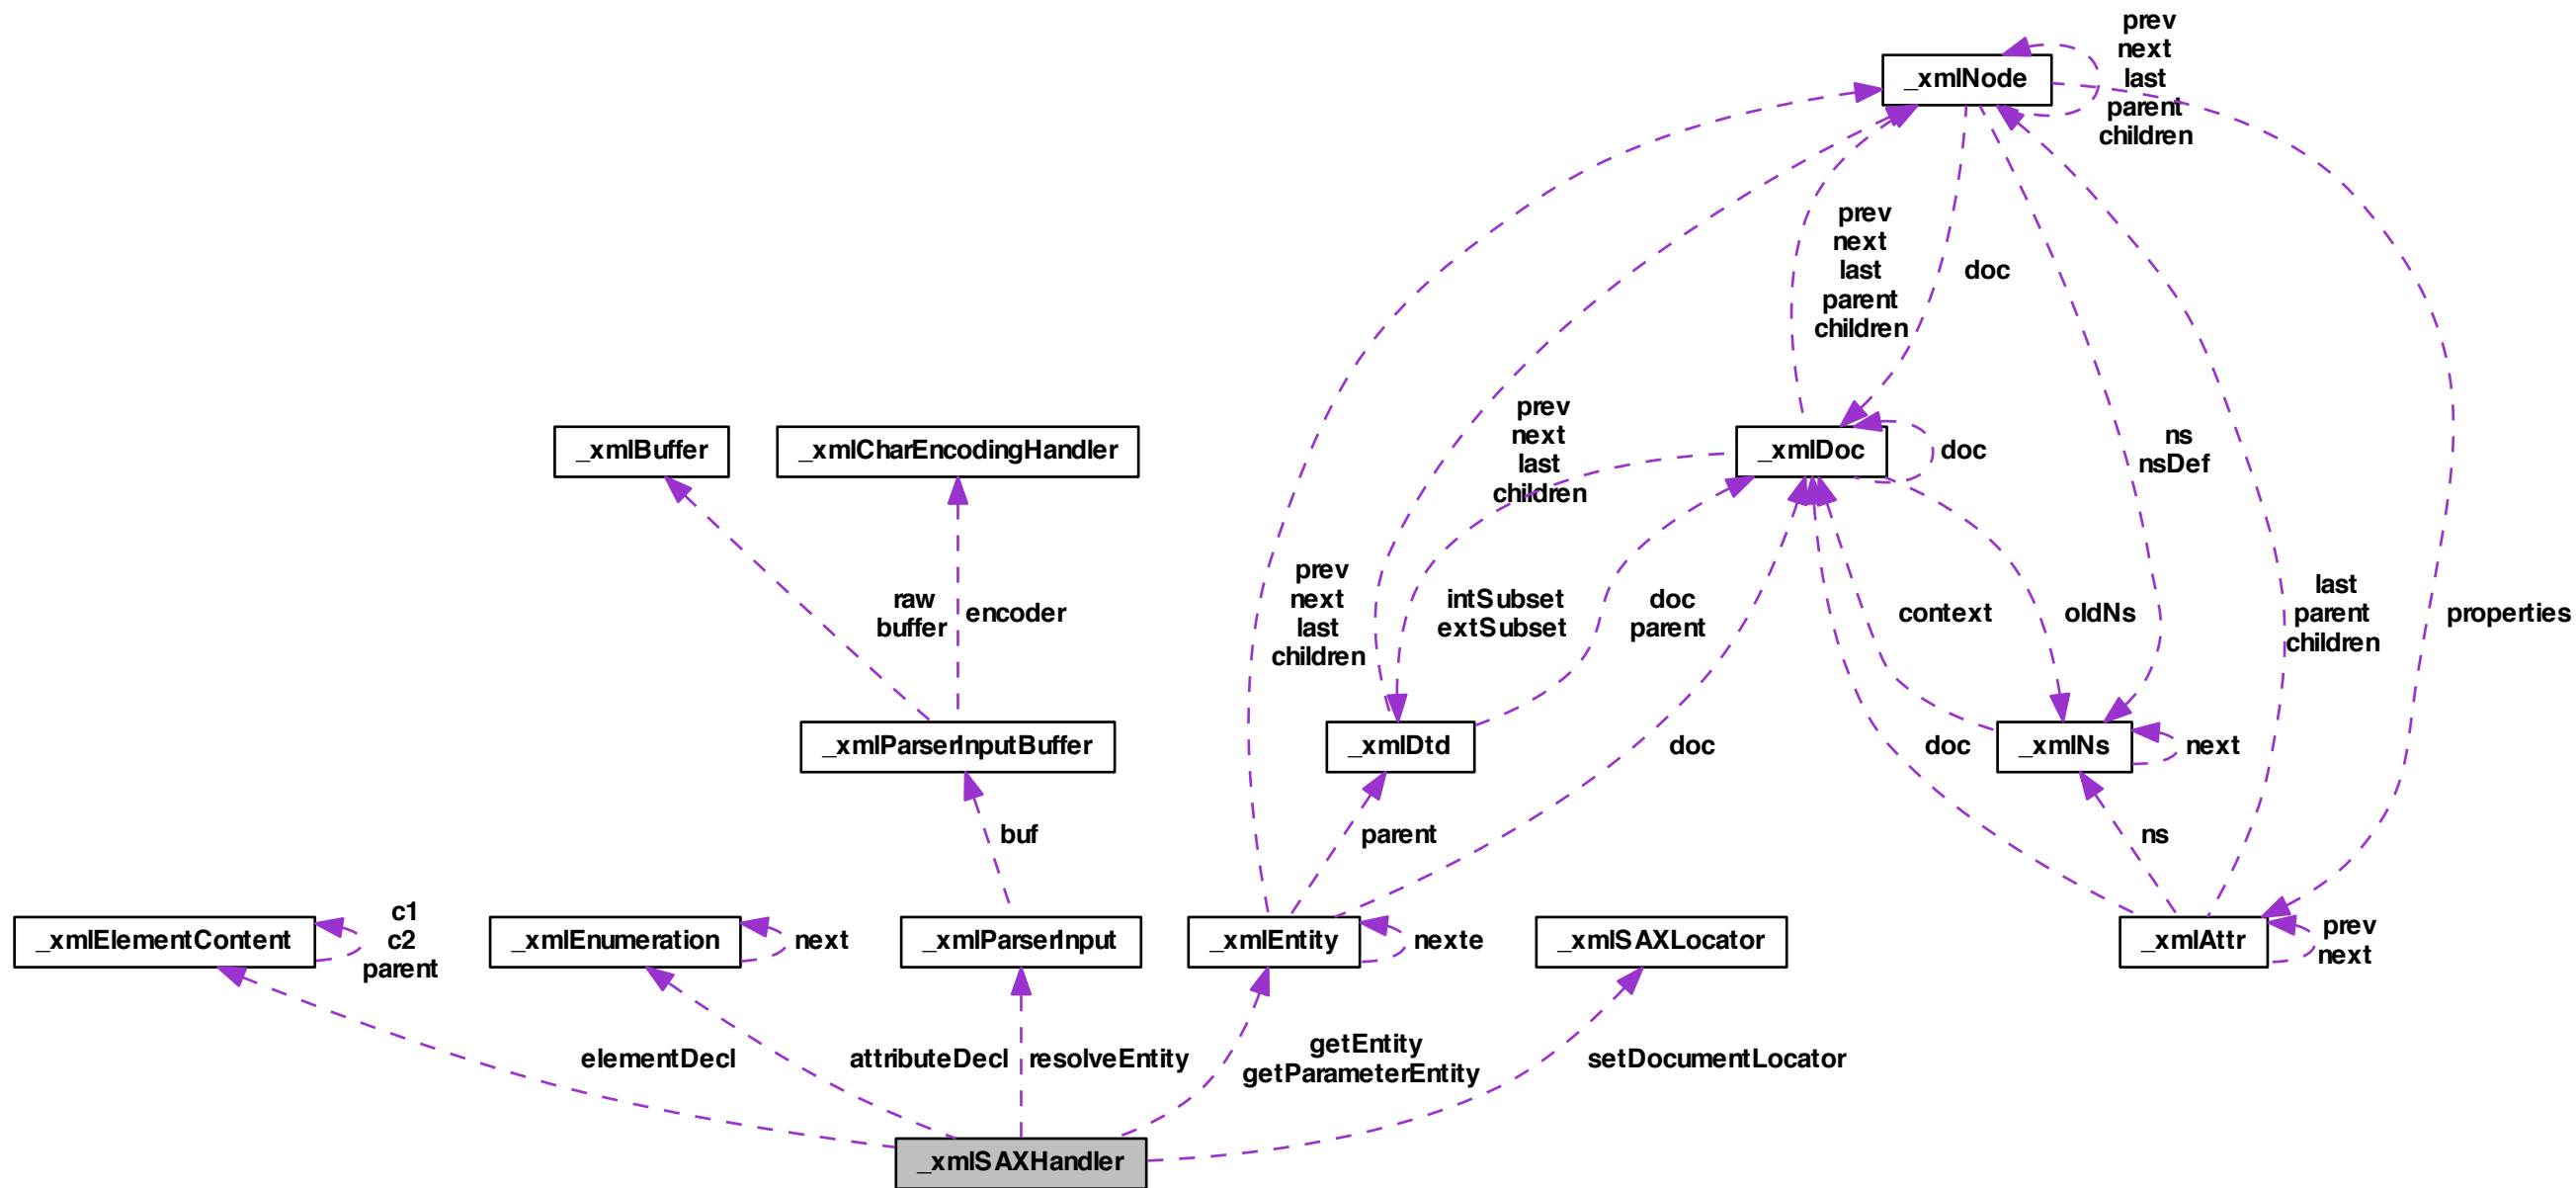 prev
next
last
parent
children
_xmlNode
prev
next
last
parent
children
doc
prev
next
last
children
_xmlBuffer
_xmlCharEncodingHandler
_xmlDoc
doc
ns
nsDef
prev
next
last
children
raw
buffer
encoder
intSubset
extSubset
doc
parent
context
oldNs
last
parent
children
properties
_xmlParserInputBuffer
_xmlDtd
doc
doc
_xmlNs
next
buf
parent
ns
_xmlElementContent
c1
c2
parent
_xmlEnumeration
next
_xmlParserInput
_xmlEntity
nexte
_xmlSAXLocator
_xmlAttr
prev
next
elementDecl
attributeDecl
resolveEntity
getEntity
getParameterEntity
setDocumentLocator
_xmlSAXHandler